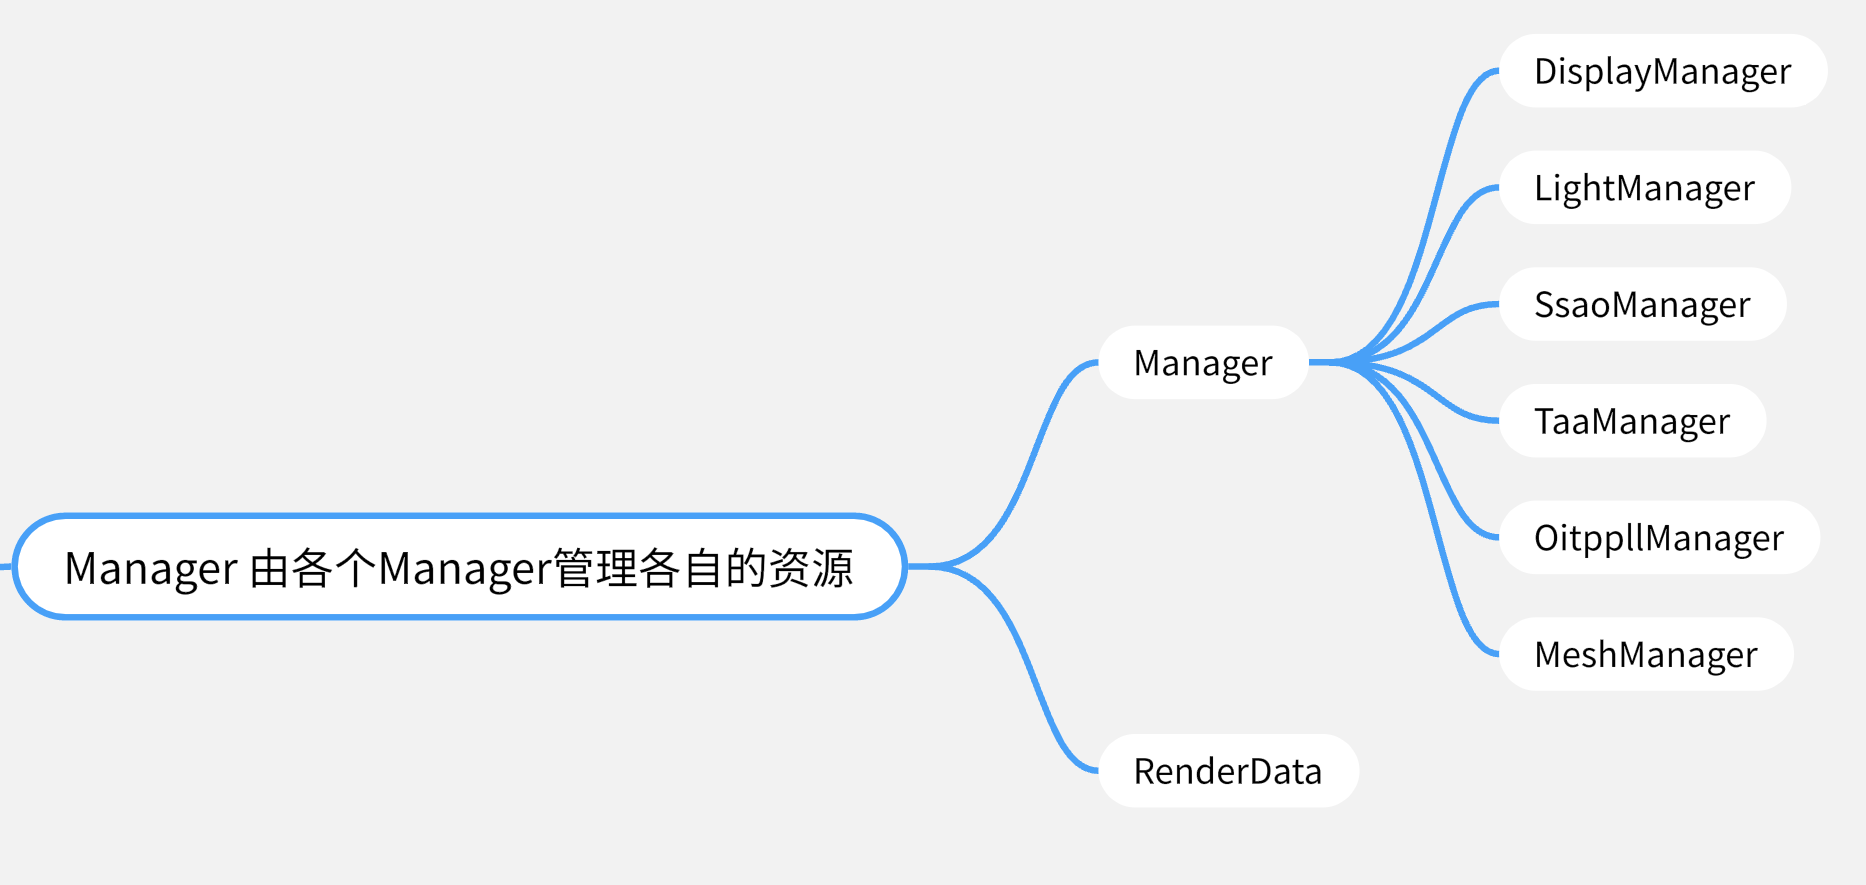 Manager 由各个Manager管理各自的资源
Manager
DisplayManager
LightManager
SsaoManager
TaaManager
OitppllManager
MeshManager
RenderData